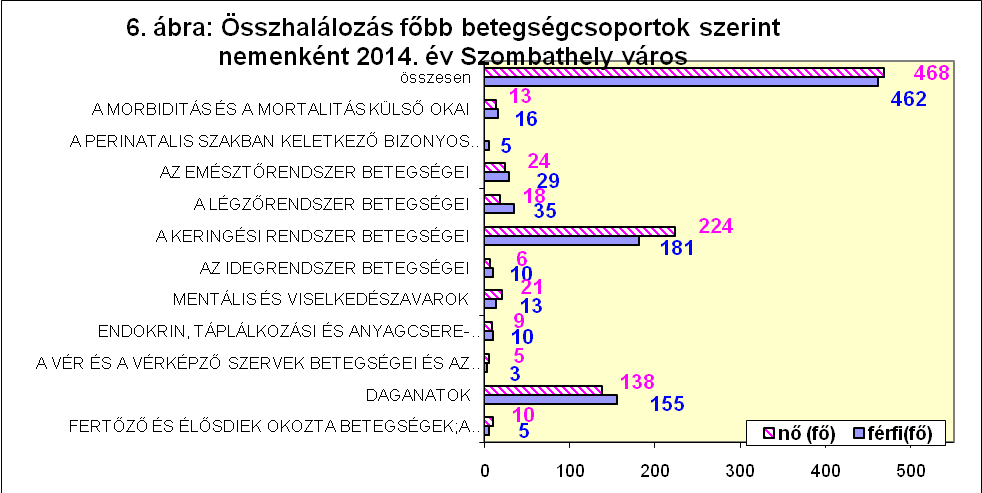 6. ábra: Összhalálozás főbb betegségcsoportok szerint
nemenként 2014. év Szombathely város
összesen
468
462
A MORBIDITÁS ÉS A MORTALITÁS KÜLSŐ OKAI
13
16
A PERINATALIS SZAKBAN KELETKEZŐ BIZONYOS..
5
AZ EMÉSZTŐRENDSZER BETEGSÉGEI
24
29
A LÉGZŐRENDSZER BETEGSÉGEI
18
35
A KERINGÉSI RENDSZER BETEGSÉGEI
224
181
AZ IDEGRENDSZER BETEGSÉGEI
6
10
MENTÁLIS ÉS VISELKEDÉSZAVAROK
21
13
ENDOKRIN, TÁPLÁLKOZÁSI ÉS ANYAGCSERE-..
9
10
A VÉR ÉS A VÉRKÉPZŐ SZERVEK BETEGSÉGEI ÉS AZ..
5
3
DAGANATOK
138
155
FERTŐZŐ ÉS ÉLŐSDIEK OKOZTA BETEGSÉGEK;A..
10
5
nő (fő) férfi(fő)
0 100 200 300 400 500